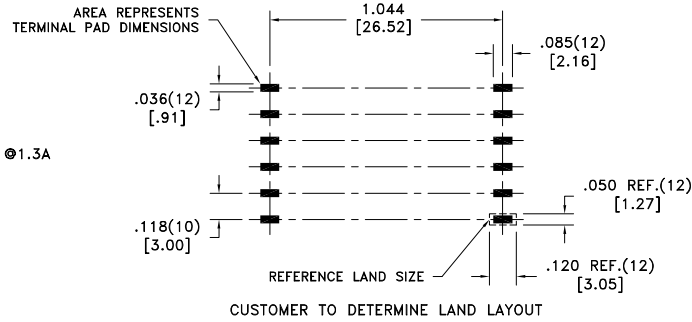 AREA REPRESENTS
TERMINAL PAD DIMENSIONS
1.044
[26.52]
.085(12)
[2.16]
.036(12)
[.91]
@1.3A
.050 REF.(12)
[1.27]
.118(10)
[3.00]
REFERENCE LAND SIZE
.120 REF.(12)
[3.05]
CUSTOMER TO DETERMINE LAND LAYOUT